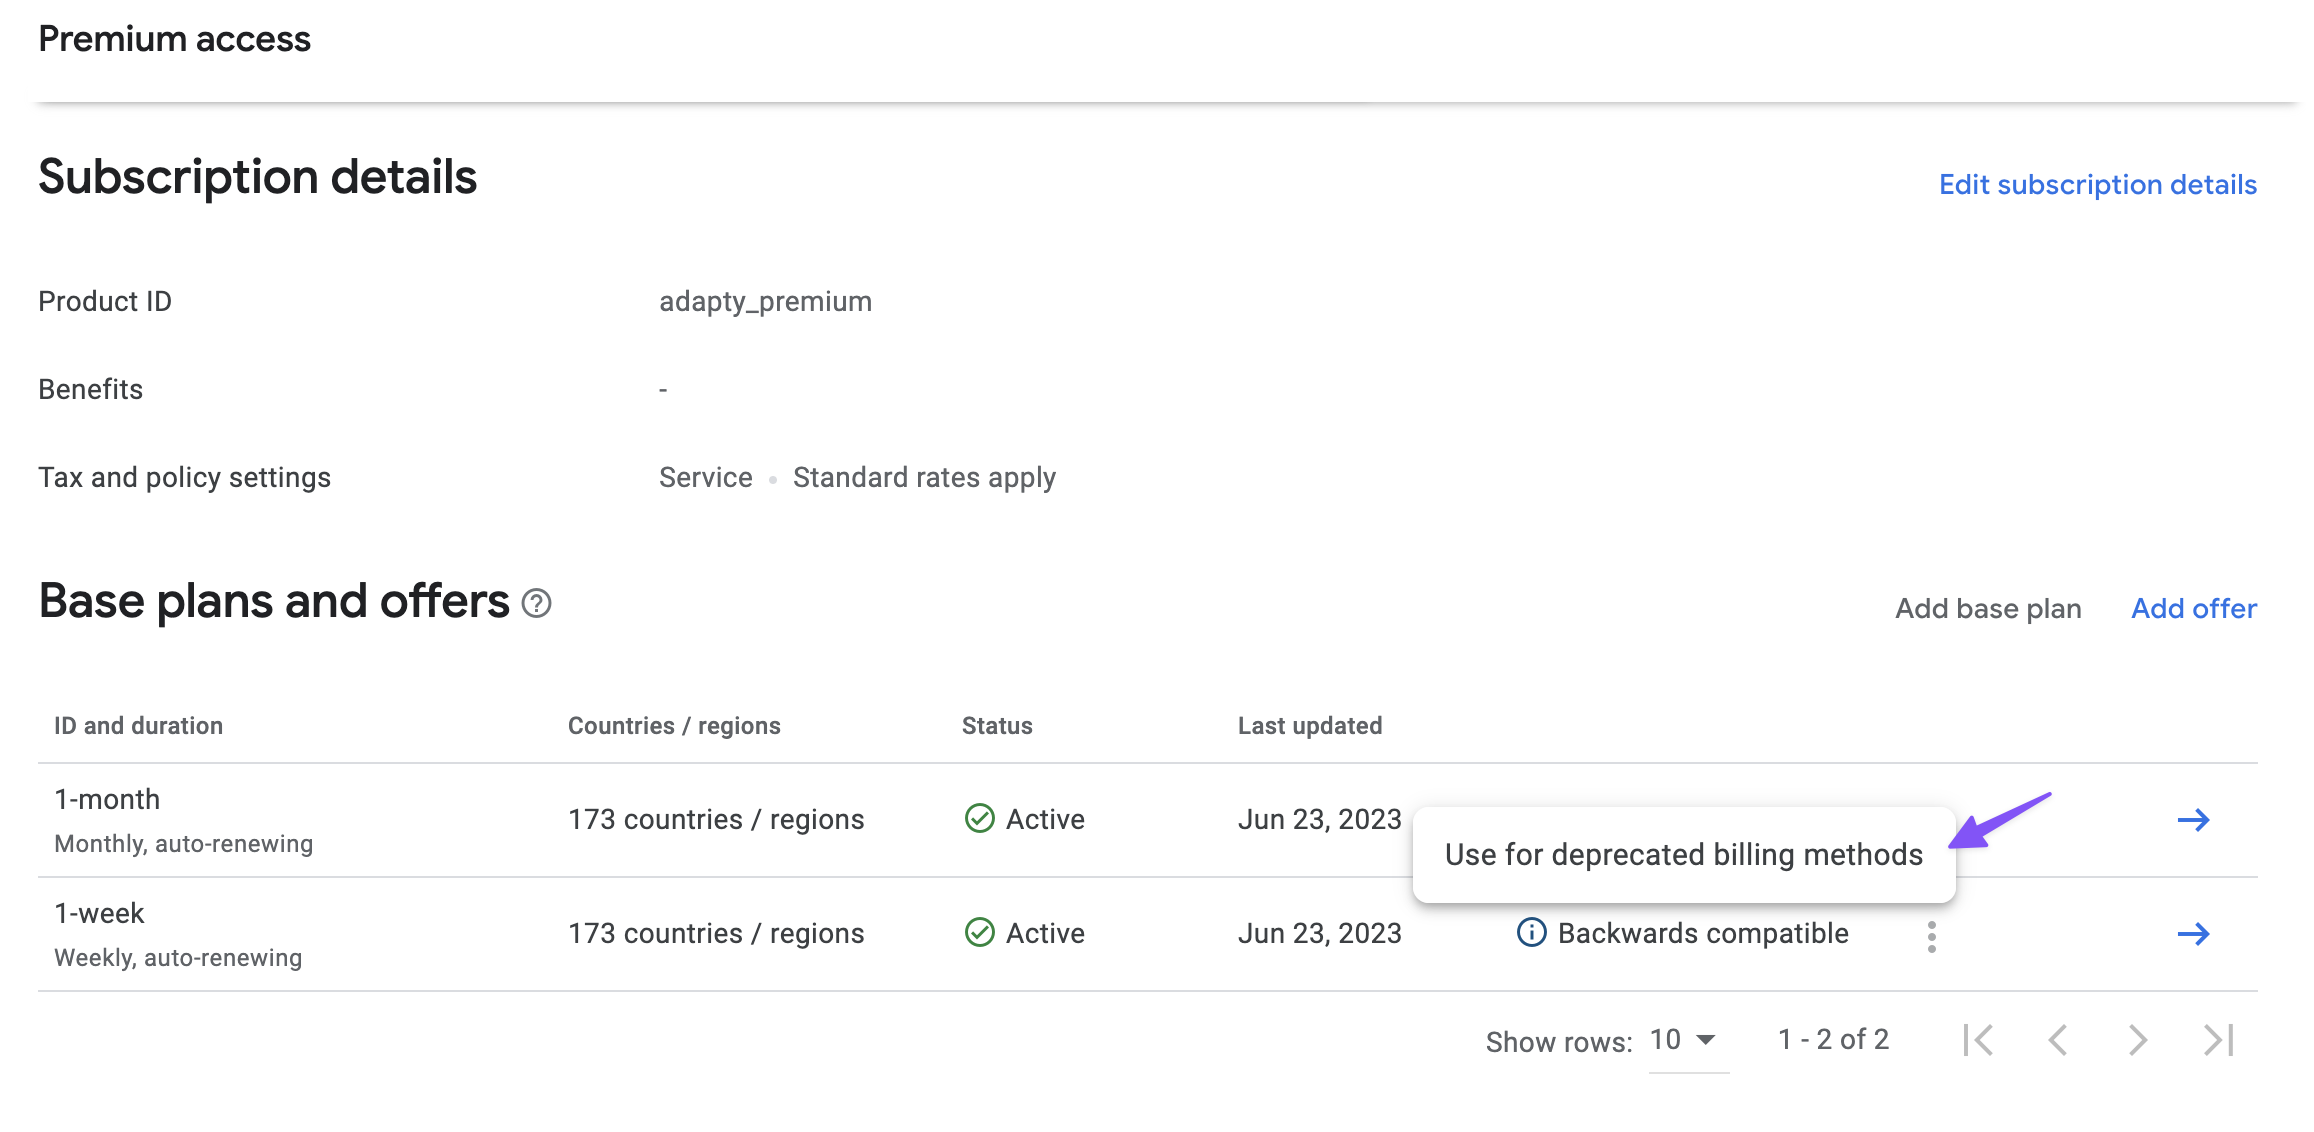 Premium access
Subscription details
Edit subscription details
Product ID
adapty_premium
Benefits
-
Tax and policy settings
Service • Standard rates apply
Base plans and offers
Add base plan
Add offer
ID and duration
Countries / regions
Status
Last updated
1-month
Monthly, auto-renewing
173 countries / regions
Active
Jun 23, 2023
Use for deprecated billing methods
1-week
Weekly, auto-renewing
173 countries / regions
Active
Jun 23, 2023
Backwards compatible
Show rows: 10
1 - 2 of 2